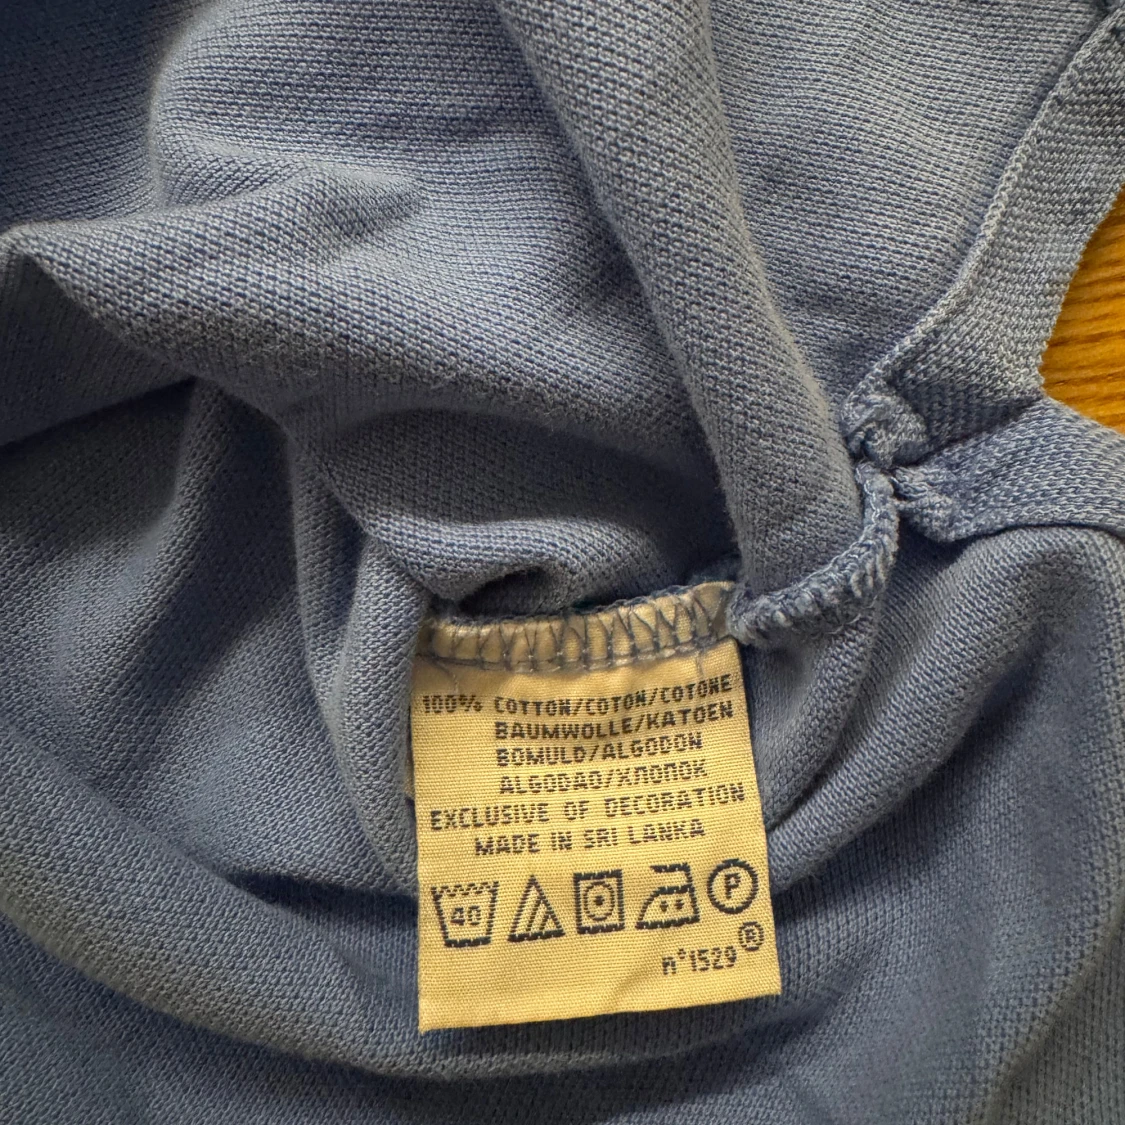 100% COTTON/COTON/COTONE
BAUMWOLLE/KATOEN
BOMULD/ALGODON
ALGODAO/ХЛОПОК
EXCLUSIVE OF DECORATION
MADE IN SRI LANKA
40 P
n°1529®